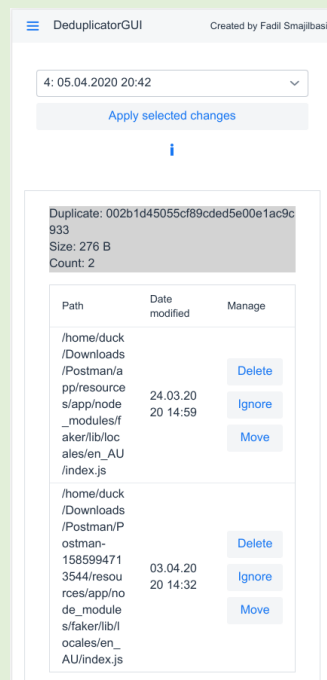 DeduplicatorGUI
Created by Fadil Smajilbasi
4: 05.04.2020 20:42
Apply selected changes
i
Duplicate: 002b1d45055cf89cded5e00e1ac9c
933
Size: 276 B
Count: 2
Path
Date
modified
Manage
/home/duck
/Downloads
/Postman/a
pp/resource
s/app/node
_modules/f
aker/lib/loc
ales/en_AU
/index.js
24.03.20
20 14:59
Delete
Ignore
Move
/home/duck
/Downloads
/Postman/P
ostman-
158599471
3544/resou
rces/app/no
de_module
s/faker/lib/l
ocales/en_
AU/index.js
03.04.20
20 14:32
Delete
Ignore
Move